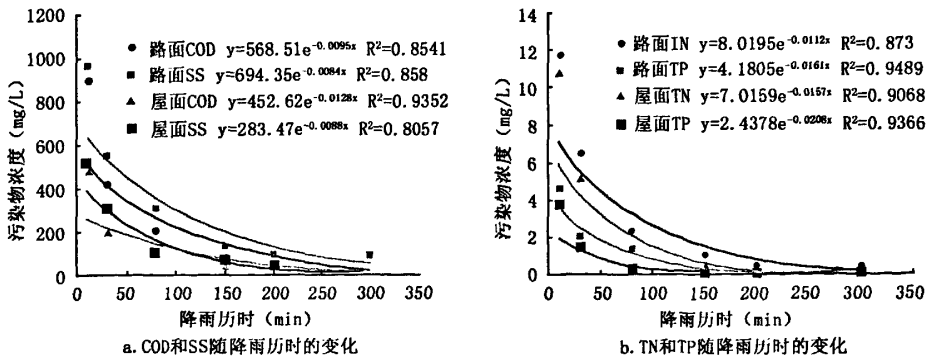 污染物浓度（mg/L）
1200
1000
800
600
400
200
0
路面COD y=568.51e^-0.0095x R²=0.8541
路面SS y=694.35e^-0.0084x R²=0.858
屋面COD y=452.62e^-0.0128x R²=0.9352
屋面SS y=283.47e^-0.0088x R²=0.8057
0 50 100 150 200 250 300 350
降雨历时（min）
a. COD和SS随降雨历时的变化
污染物浓度（mg/L）
14
12
10
8
6
4
2
0
路面IN y=8.0195e^-0.0112x R²=0.873
路面TP y=4.1805e^-0.0161x R²=0.9489
屋面TN y=7.0159e^-0.0157x R²=0.9068
屋面TP y=2.4378e^-0.0208x R²=0.9366
0 50 100 150 200 250 300 350
降雨历时（min）
b. TN和TP随降雨历时的变化